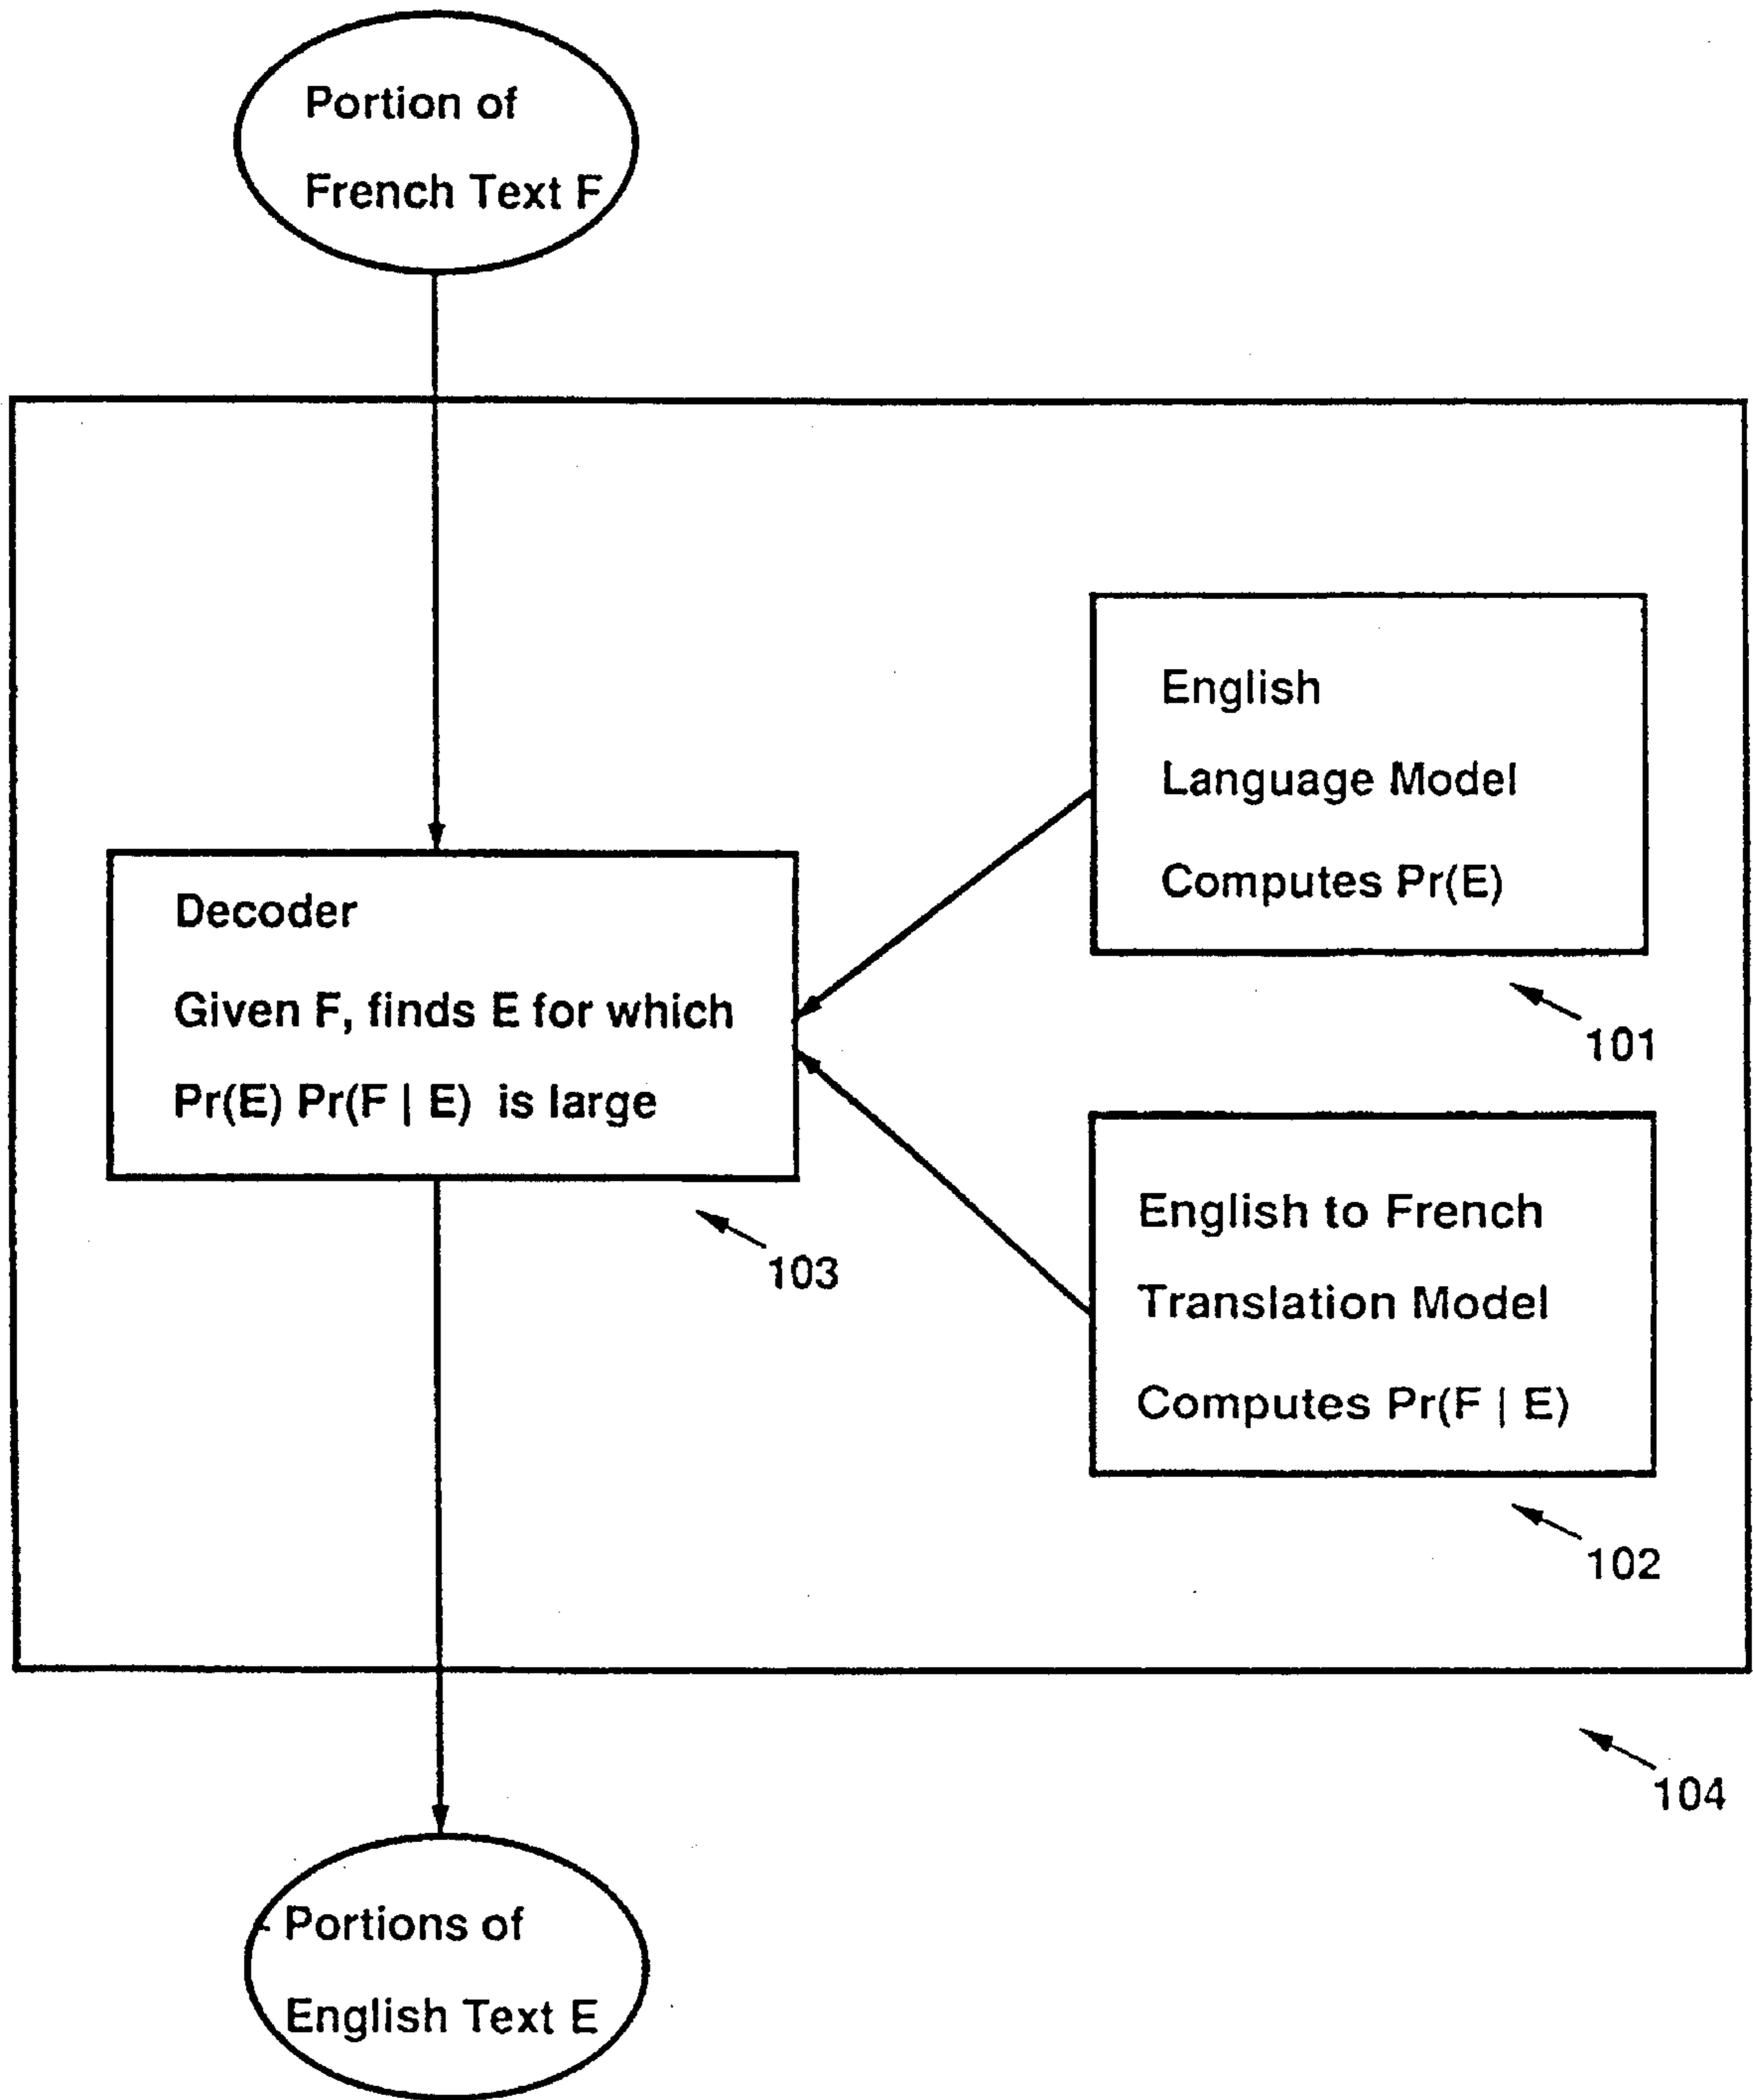 Portion of
French Text F
English
Language Model
Computes Pr(E)
101
Decoder
Given F, finds E for which
Pr(E) Pr(F | E) is large
103
English to French
Translation Model
Computes Pr(F | E)
102
104
Portions of
English Text E